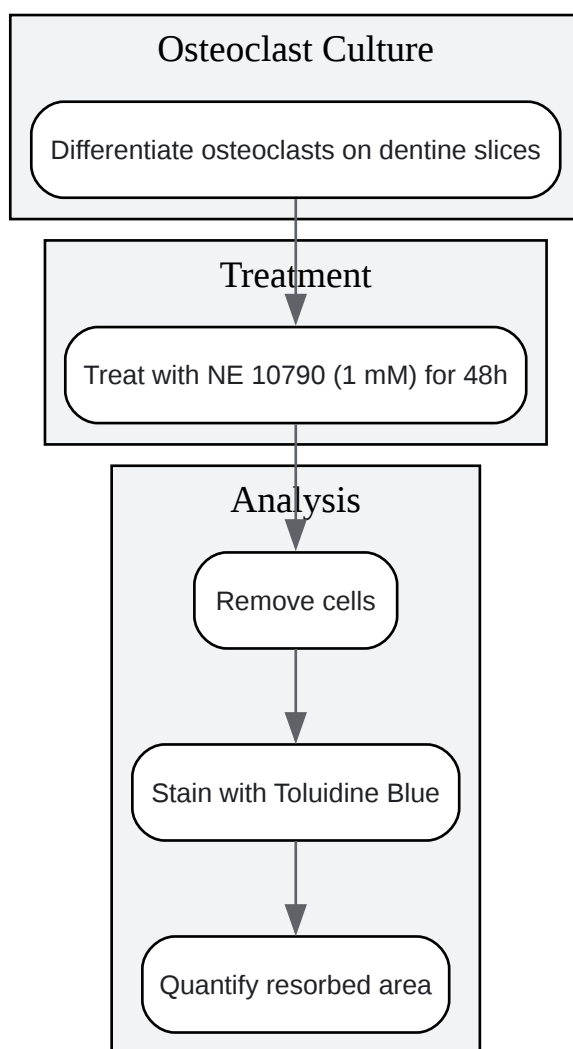 Osteoclast Culture
Differentiate osteoclasts on dentine slices
Treatment
Treat with NE 10790 (1 mM) for 48h
Analysis
Remove cells
Stain with Toluidine Blue
Quantify resorbed area